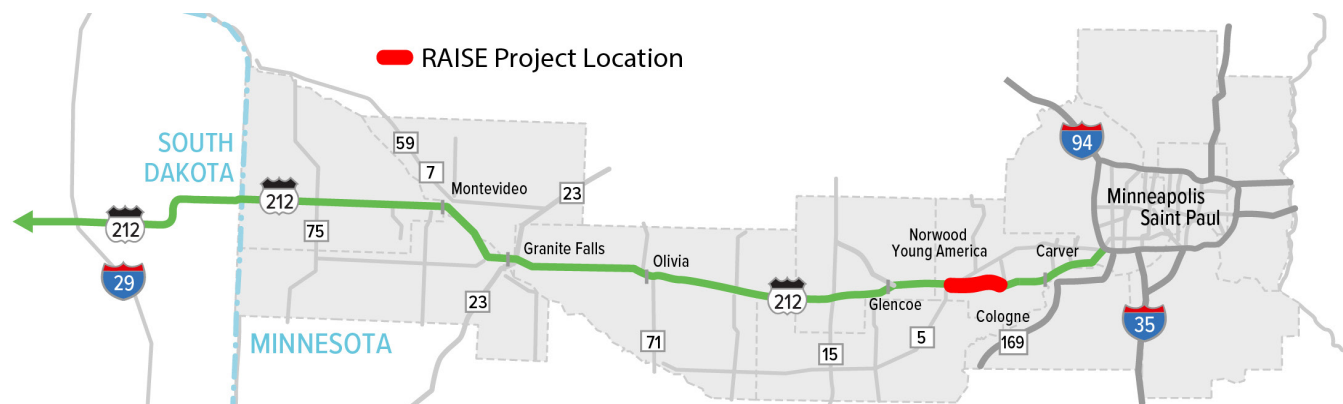 RAISE Project Location
SOUTH
DAKOTA
MINNESOTA
212
29
212
75
59
7
Montevideo
23
Granite Falls
23
Olivia
71
212
15
Glencoe
5
Norwood
Young America
Cologne
169
Carver
94
Minneapolis
Saint Paul
35